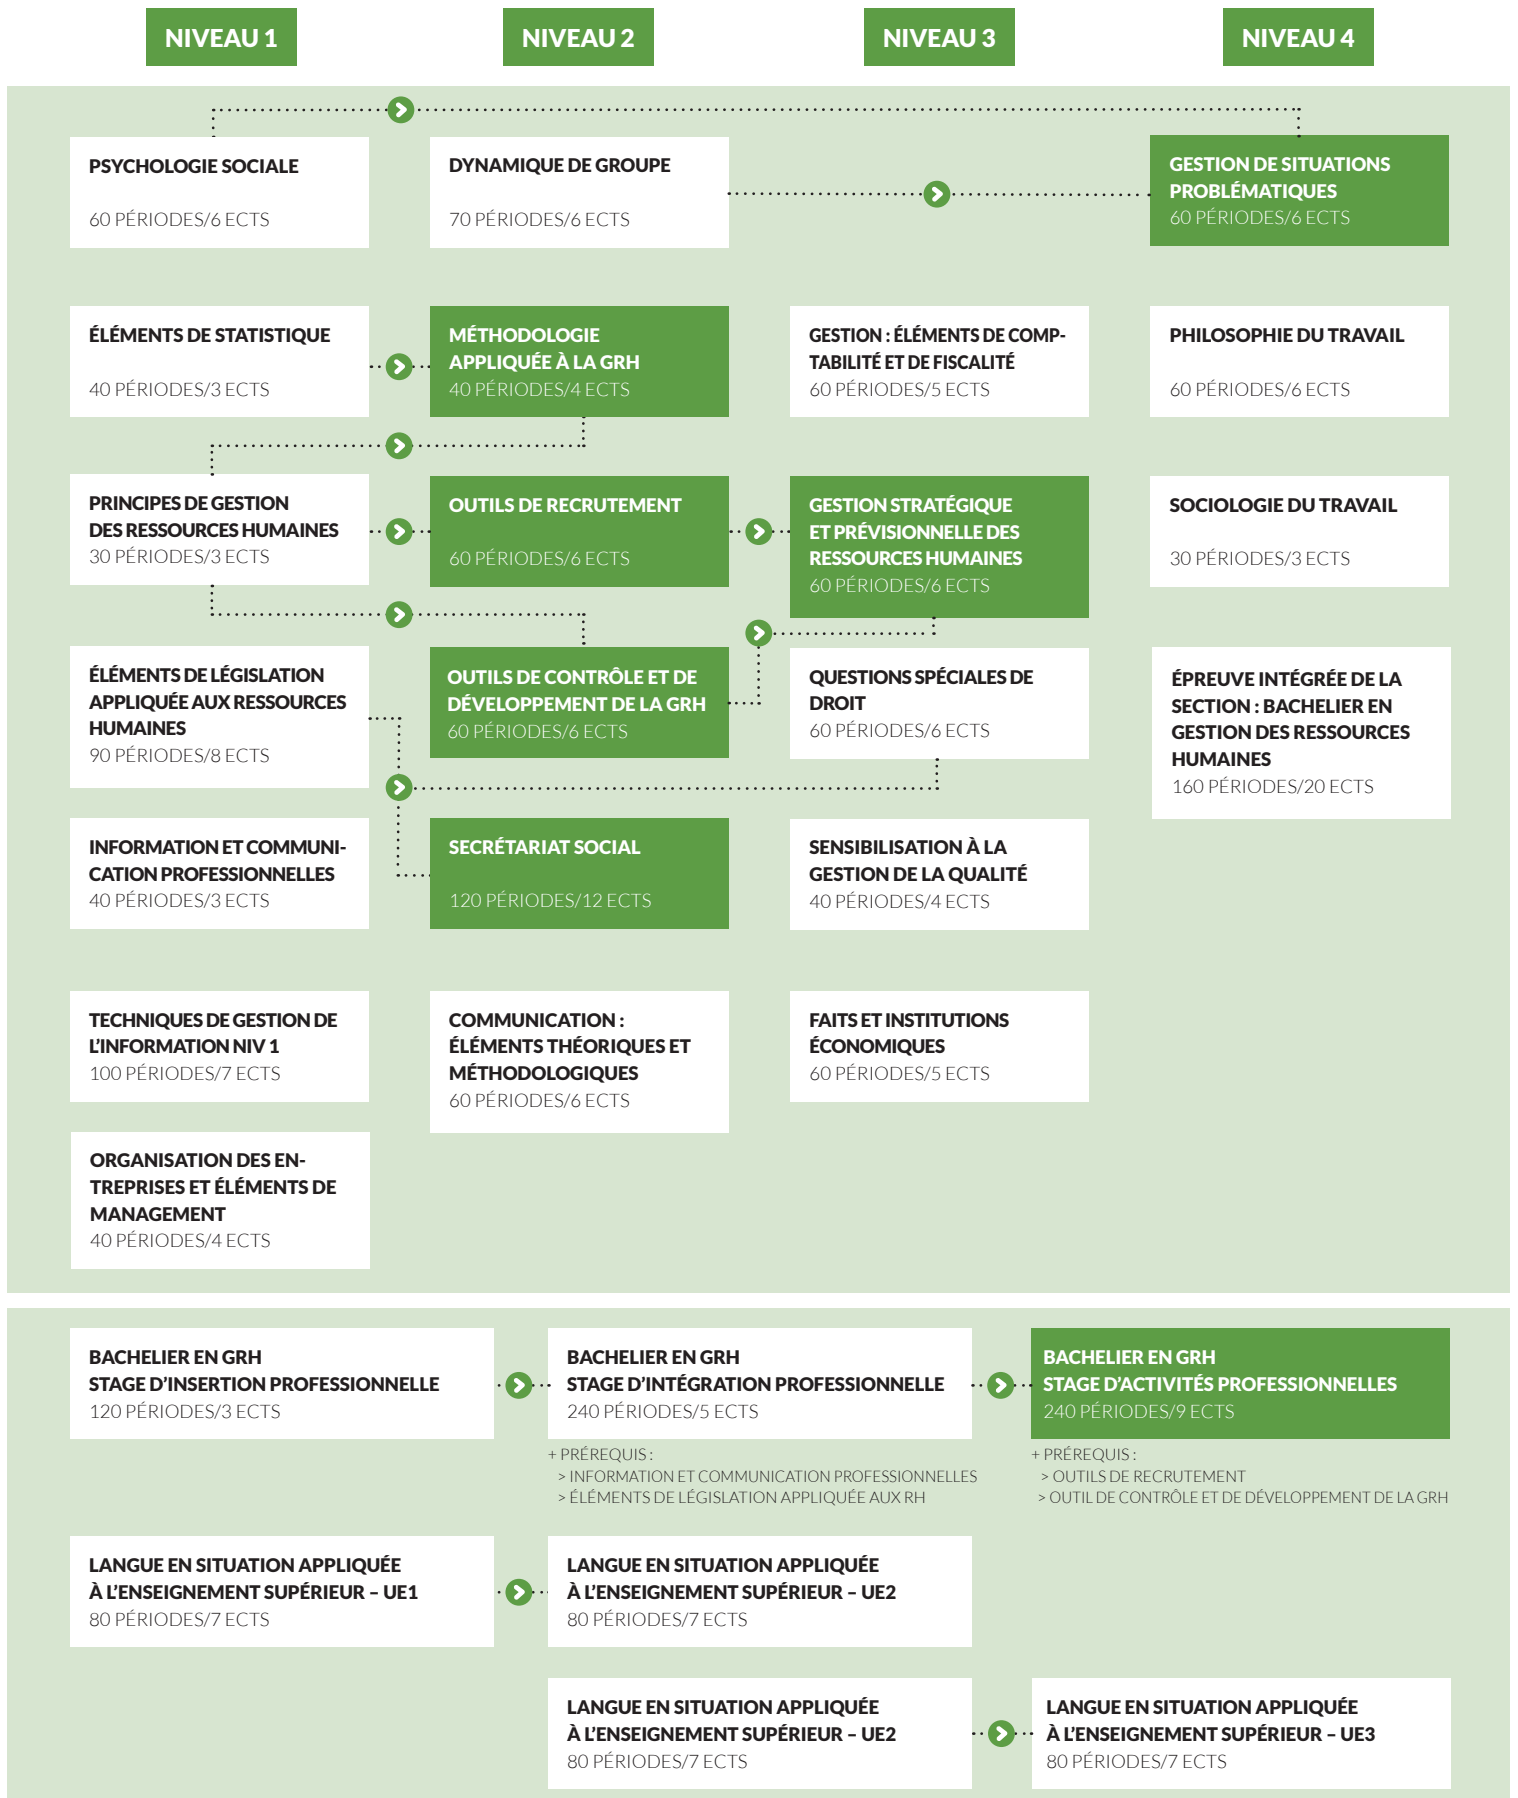 NIVEAU 1
NIVEAU 2
NIVEAU 3
NIVEAU 4
PSYCHOLOGIE SOCIALE
60 PÉRIODES/6 ECTS
DYNAMIQUE DE GROUPE
70 PÉRIODES/6 ECTS
GESTION DE SITUATIONS
PROBLÉMATIQUES
60 PÉRIODES/6 ECTS
ÉLÉMENTS DE STATISTIQUE
40 PÉRIODES/3 ECTS
MÉTHODOLOGIE
APPLIQUÉE À LA GRH
40 PÉRIODES/4 ECTS
GESTION : ÉLÉMENTS DE COMP-
TABILITÉ ET DE FISCALITÉ
60 PÉRIODES/5 ECTS
PHILOSOPHIE DU TRAVAIL
60 PÉRIODES/6 ECTS
PRINCIPES DE GESTION
DES RESSOURCES HUMAINES
30 PÉRIODES/3 ECTS
OUTILS DE RECRUTEMENT
60 PÉRIODES/6 ECTS
GESTION STRATÉGIQUE
ET PRÉVISIONNELLE DES
RESSOURCES HUMAINES
60 PÉRIODES/6 ECTS
SOCIOLOGIE DU TRAVAIL
30 PÉRIODES/3 ECTS
ÉLÉMENTS DE LÉGISLATION
APPLIQUÉE AUX RESSOURCES
HUMAINES
90 PÉRIODES/8 ECTS
OUTILS DE CONTRÔLE ET DE
DÉVELOPPEMENT DE LA GRH
60 PÉRIODES/6 ECTS
QUESTIONS SPÉCIALES DE
DROIT
60 PÉRIODES/6 ECTS
ÉPREUVE INTÉGRÉE DE LA
SECTION : BACHELIER EN
GESTION DES RESSOURCES
HUMAINES
160 PÉRIODES/20 ECTS
INFORMATION ET COMMUNI-
CATION PROFESSIONNELLES
40 PÉRIODES/3 ECTS
SECRÉTARIAT SOCIAL
120 PÉRIODES/12 ECTS
SENSIBILISATION À LA
GESTION DE LA QUALITÉ
40 PÉRIODES/4 ECTS
TECHNIQUES DE GESTION DE
L'INFORMATION NIV 1
100 PÉRIODES/7 ECTS
COMMUNICATION :
ÉLÉMENTS THÉORIQUES ET
MÉTHODOLOGIQUES
60 PÉRIODES/6 ECTS
FAITS ET INSTITUTIONS
ÉCONOMIQUES
60 PÉRIODES/5 ECTS
ORGANISATION DES EN-
TREPRISES ET ÉLÉMENTS DE
MANAGEMENT
40 PÉRIODES/4 ECTS
BACHELIER EN GRH
STAGE D'INSERTION PROFESSIONNELLE
120 PÉRIODES/3 ECTS
BACHELIER EN GRH
STAGE D'INTÉGRATION PROFESSIONNELLE
240 PÉRIODES/5 ECTS
+ PRÉREQUIS :
> INFORMATION ET COMMUNICATION PROFESSIONNELLES
> ÉLÉMENTS DE LÉGISLATION APPLIQUÉE AUX RH
BACHELIER EN GRH
STAGE D'ACTIVITÉS PROFESSIONNELLES
240 PÉRIODES/9 ECTS
+ PRÉREQUIS :
> OUTILS DE RECRUTEMENT
> OUTIL DE CONTRÔLE ET DE DÉVELOPPEMENT DE LA GRH
LANGUE EN SITUATION APPLIQUÉE
À L'ENSEIGNEMENT SUPÉRIEUR – UE1
80 PÉRIODES/7 ECTS
LANGUE EN SITUATION APPLIQUÉE
À L'ENSEIGNEMENT SUPÉRIEUR – UE2
80 PÉRIODES/7 ECTS
LANGUE EN SITUATION APPLIQUÉE
À L'ENSEIGNEMENT SUPÉRIEUR – UE2
80 PÉRIODES/7 ECTS
LANGUE EN SITUATION APPLIQUÉE
À L'ENSEIGNEMENT SUPÉRIEUR – UE3
80 PÉRIODES/7 ECTS